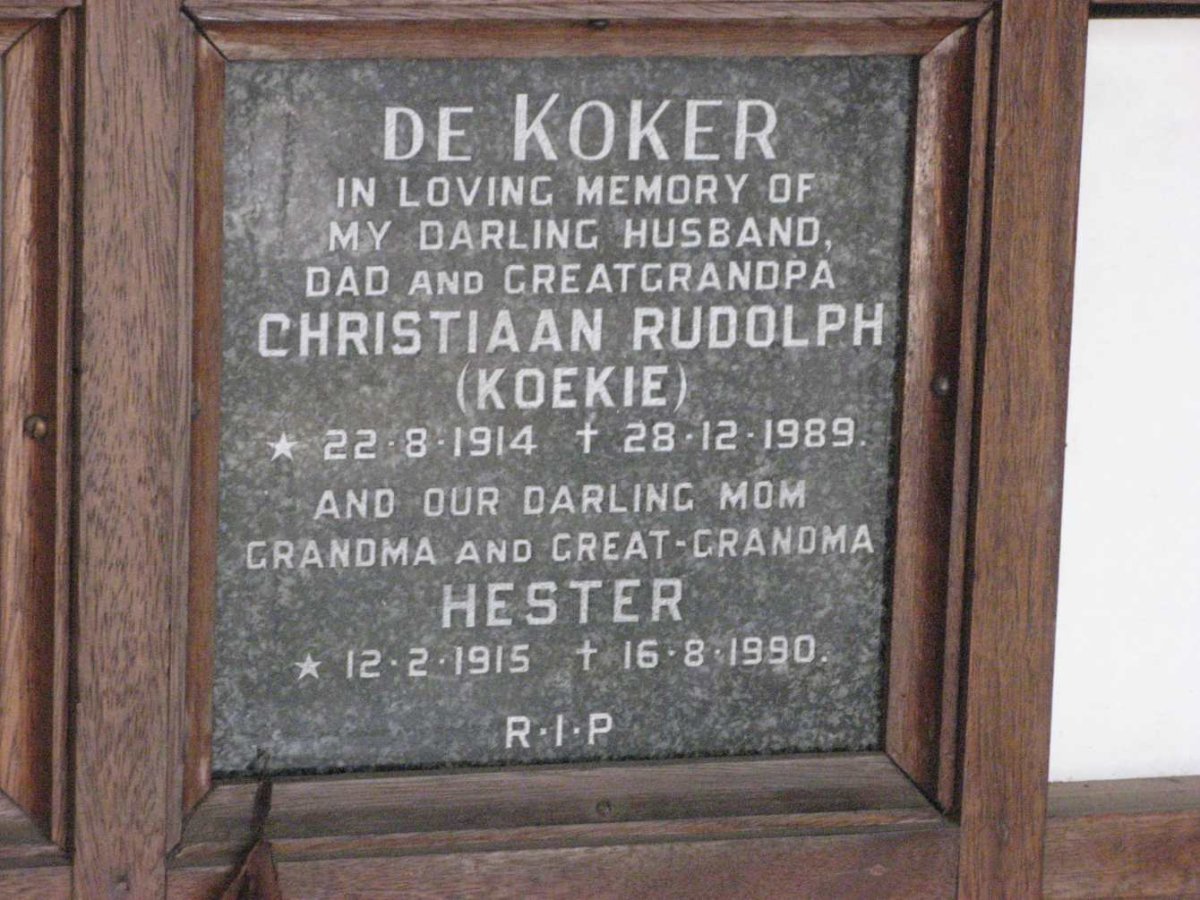 DE KOKER
IN LOVING MEMORY OF
MY DARLING HUSBAND,
DAD AND GREATGRANDPA
CHRISTIAAN RUDOLPH
(KOEKIE)
★ 22·8·1914 † 28·12·1989.
AND OUR DARLING MOM
GRANDMA AND GREAT-GRANDMA
HESTER
★ 12·2·1915 † 16·8·1990.
R·I·P